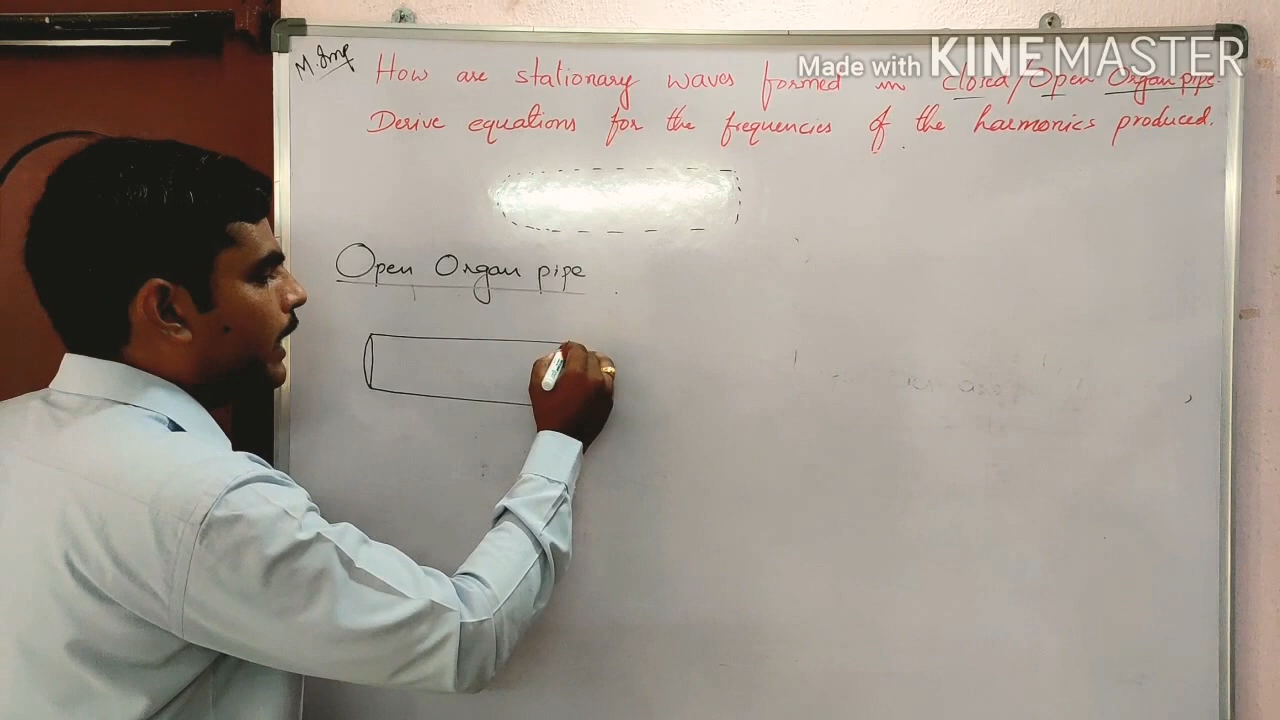 Made with KINEMASTER
M. Imp
How are stationary waves formed in closed/Open Organ pipe.
Derive equations for the frequencies of the harmonics produced.
Open Organ pipe